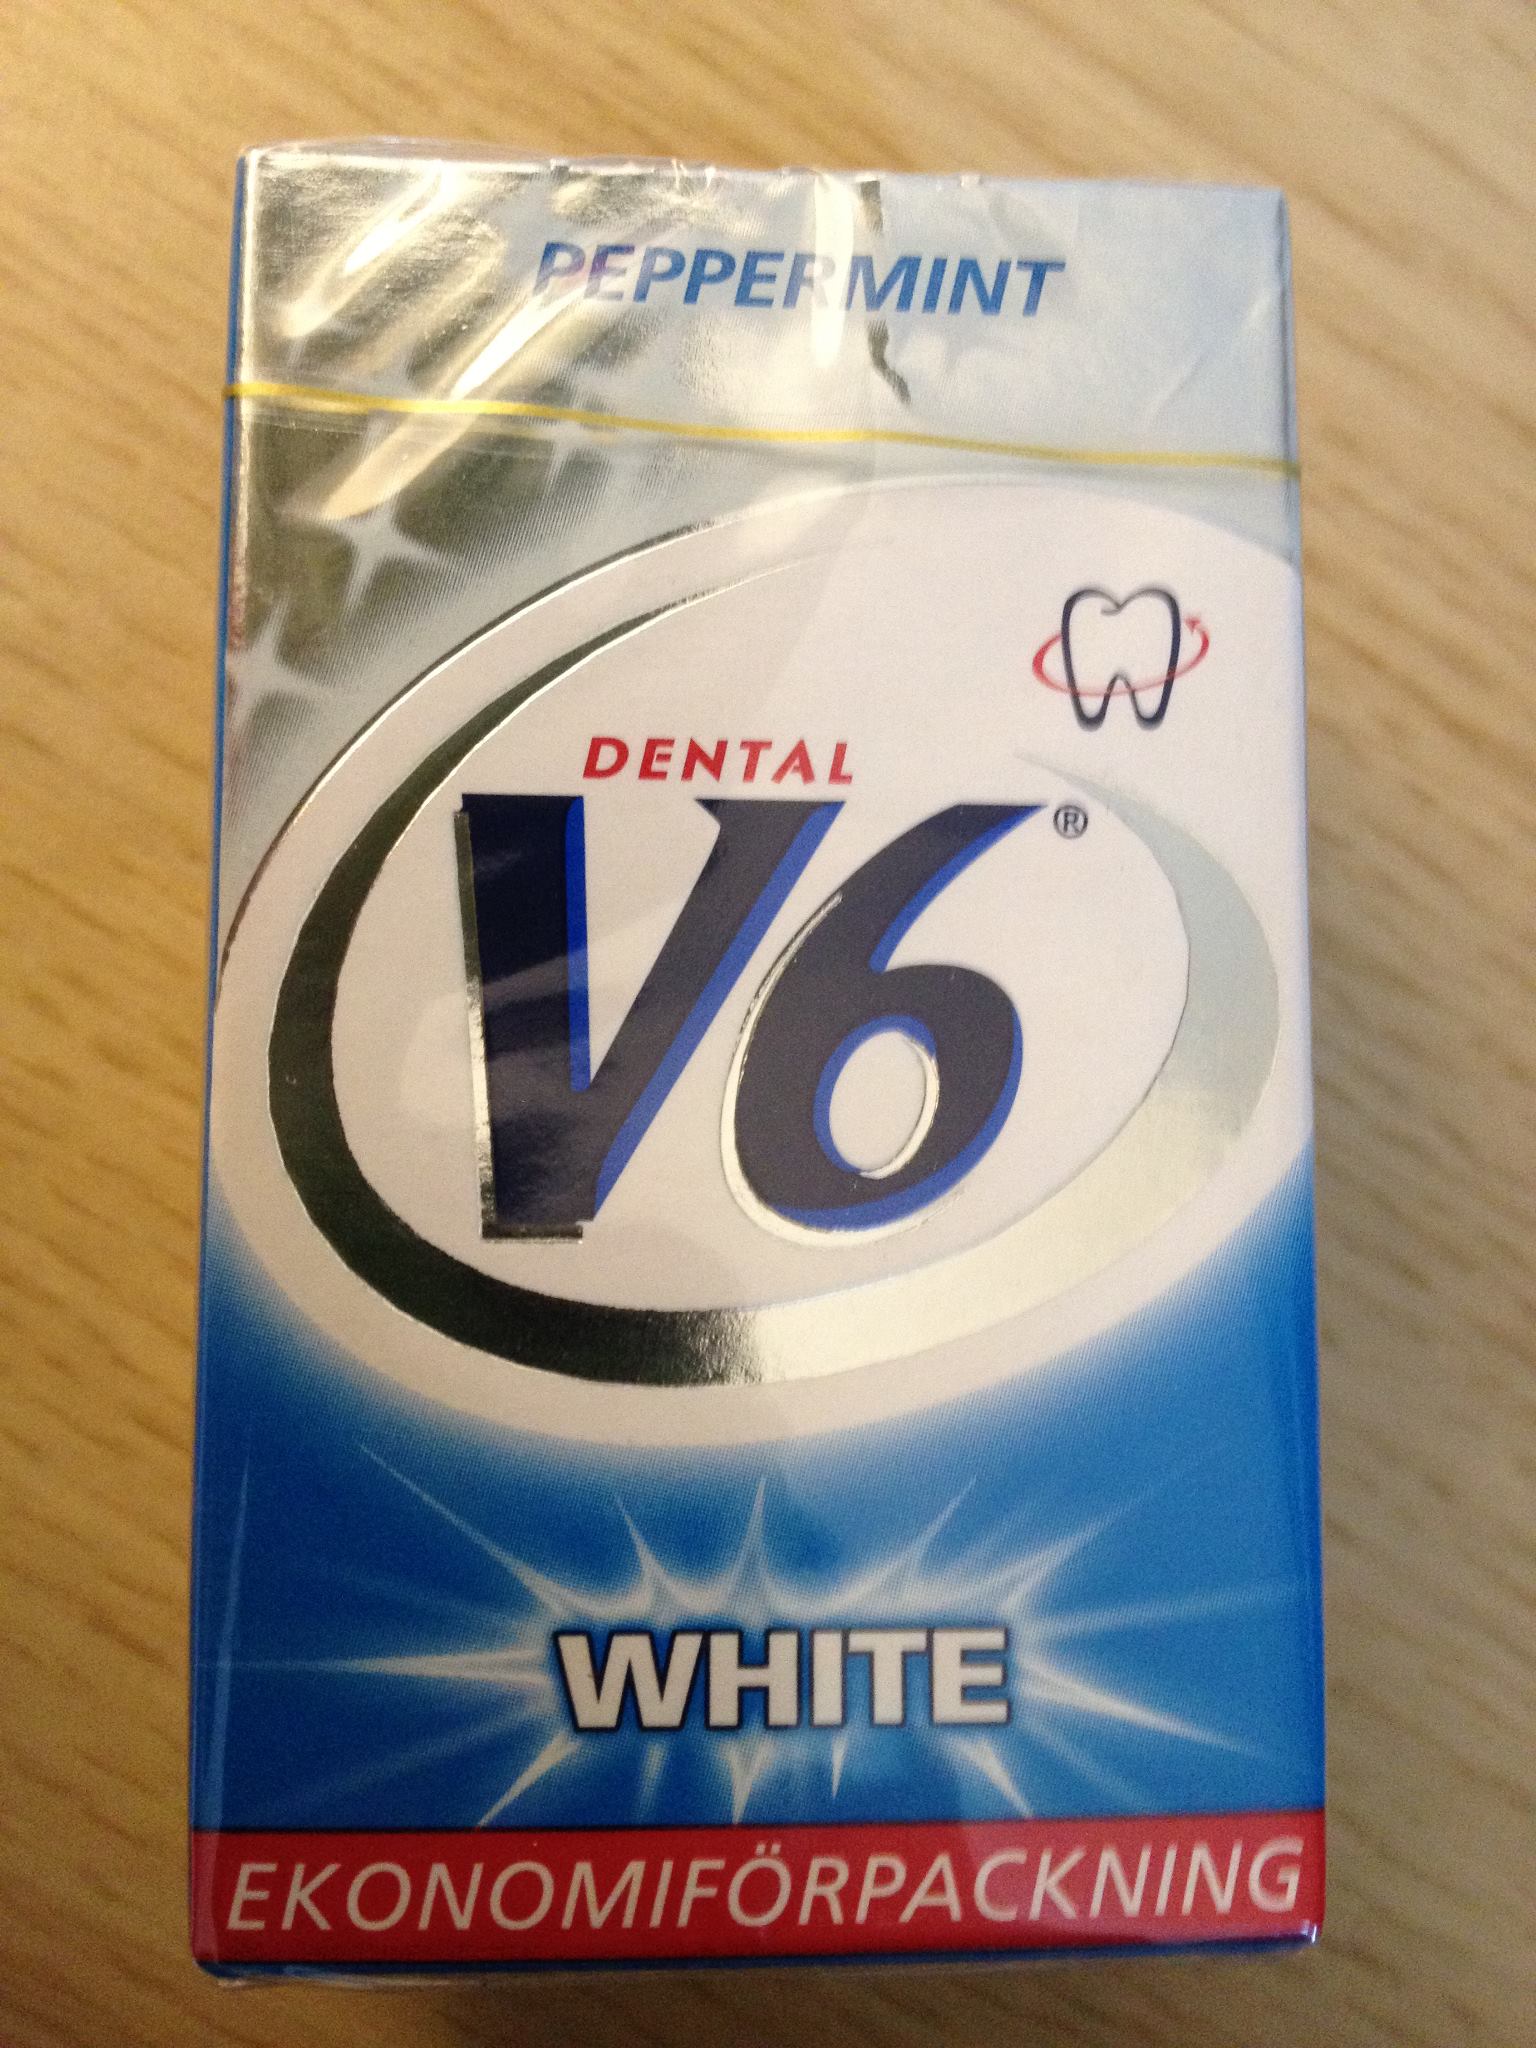 PEPPERMINT
DENTAL
V6®
WHITE
EKONOMIFÖRPACKNING